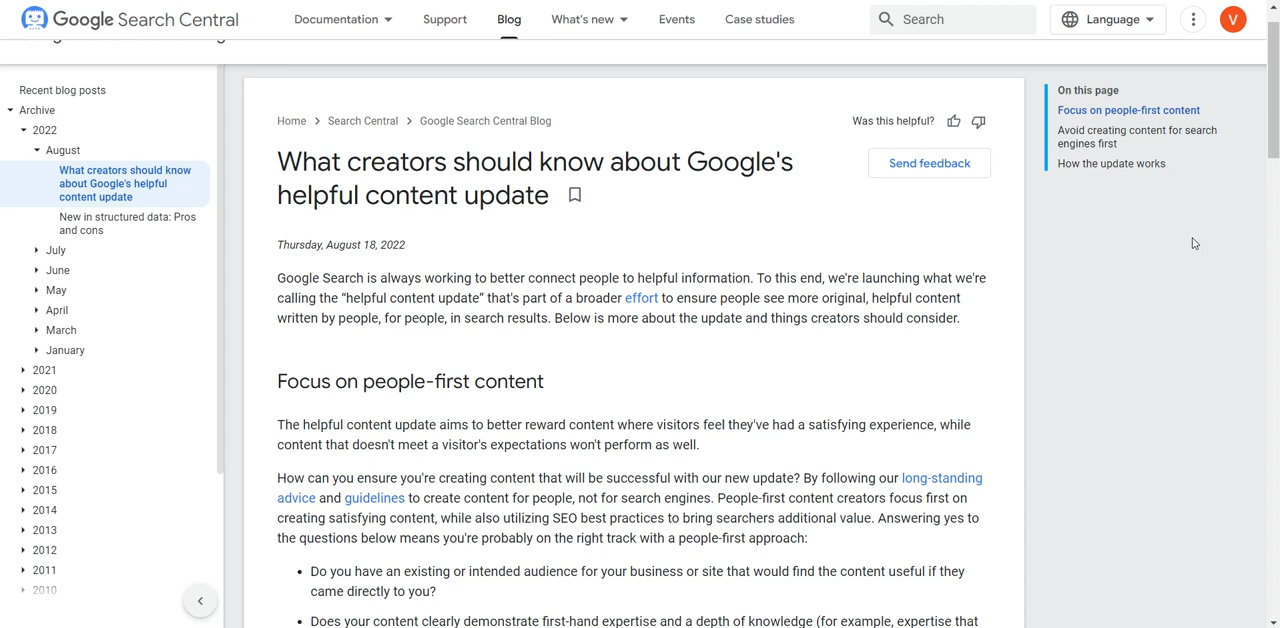 Google Search Central
Documentation
Support
Blog
What's new
Events
Case studies
Search
Language
V
Recent blog posts
Archive
2022
August
What creators should know
about Google's helpful
content update
New in structured data: Pros
and cons
July
June
May
April
March
January
2021
2020
2019
2018
2017
2016
2015
2014
2013
2012
2011
2010
Home
Search Central
Google Search Central Blog
Was this helpful?
What creators should know about Google's
helpful content update
Send feedback
Thursday, August 18, 2022
Google Search is always working to better connect people to helpful information. To this end, we're launching what we're
calling the “helpful content update” that's part of a broader effort to ensure people see more original, helpful content
written by people, for people, in search results. Below is more about the update and things creators should consider.
Focus on people-first content
The helpful content update aims to better reward content where visitors feel they've had a satisfying experience, while
content that doesn't meet a visitor's expectations won't perform as well.
How can you ensure you're creating content that will be successful with our new update? By following our long-standing
advice and guidelines to create content for people, not for search engines. People-first content creators focus first on
creating satisfying content, while also utilizing SEO best practices to bring searchers additional value. Answering yes to
the questions below means you're probably on the right track with a people-first approach:
• Do you have an existing or intended audience for your business or site that would find the content useful if they
came directly to you?
• Does your content clearly demonstrate first-hand expertise and a depth of knowledge (for example, expertise that
On this page
Focus on people-first content
Avoid creating content for search
engines first
How the update works